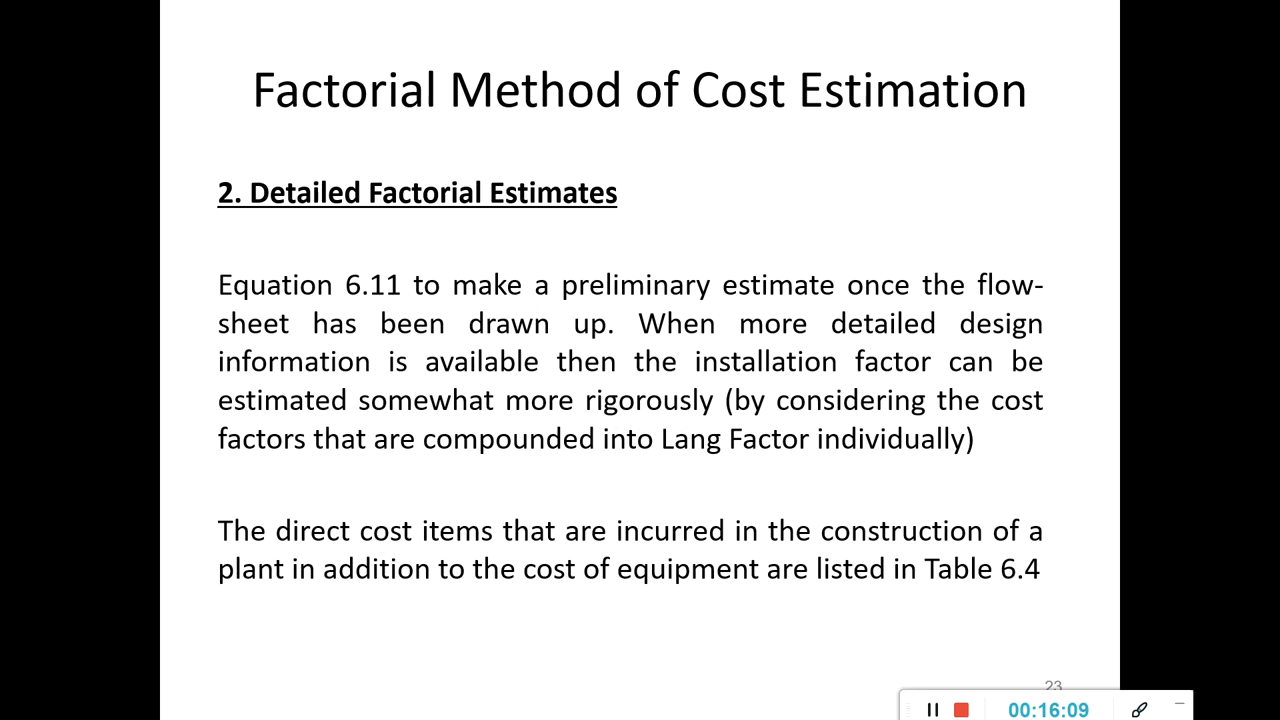 Factorial Method of Cost Estimation
2. Detailed Factorial Estimates
Equation 6.11 to make a preliminary estimate once the flow-
sheet has been drawn up. When more detailed design
information is available then the installation factor can be
estimated somewhat more rigorously (by considering the cost
factors that are compounded into Lang Factor individually)
The direct cost items that are incurred in the construction of a
plant in addition to the cost of equipment are listed in Table 6.4
23
00:16:09